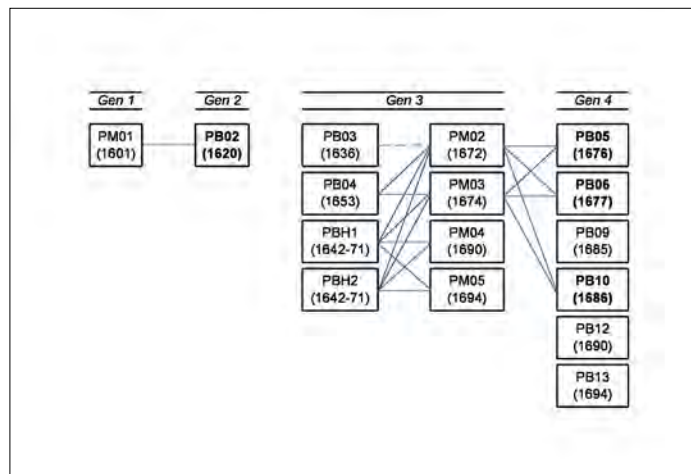 Gen 1
Gen 2
Gen 3
Gen 4
PM01
(1601)
PB02
(1620)
PB03
(1636)
PM02
(1672)
PB05
(1676)
PB04
(1653)
PM03
(1674)
PB06
(1677)
PBH1
(1642-71)
PM04
(1690)
PB09
(1685)
PBH2
(1642-71)
PM05
(1694)
PB10
(1686)
PB12
(1690)
PB13
(1694)